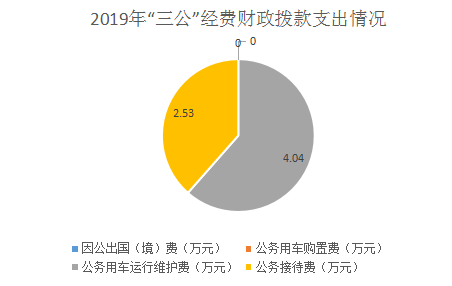 2019年“三公”经费财政拨款支出情况
0 0
2.53
4.04
因公出国（境）费（万元） 公务用车购置费（万元）
公务用车运行维护费（万元） 公务接待费（万元）